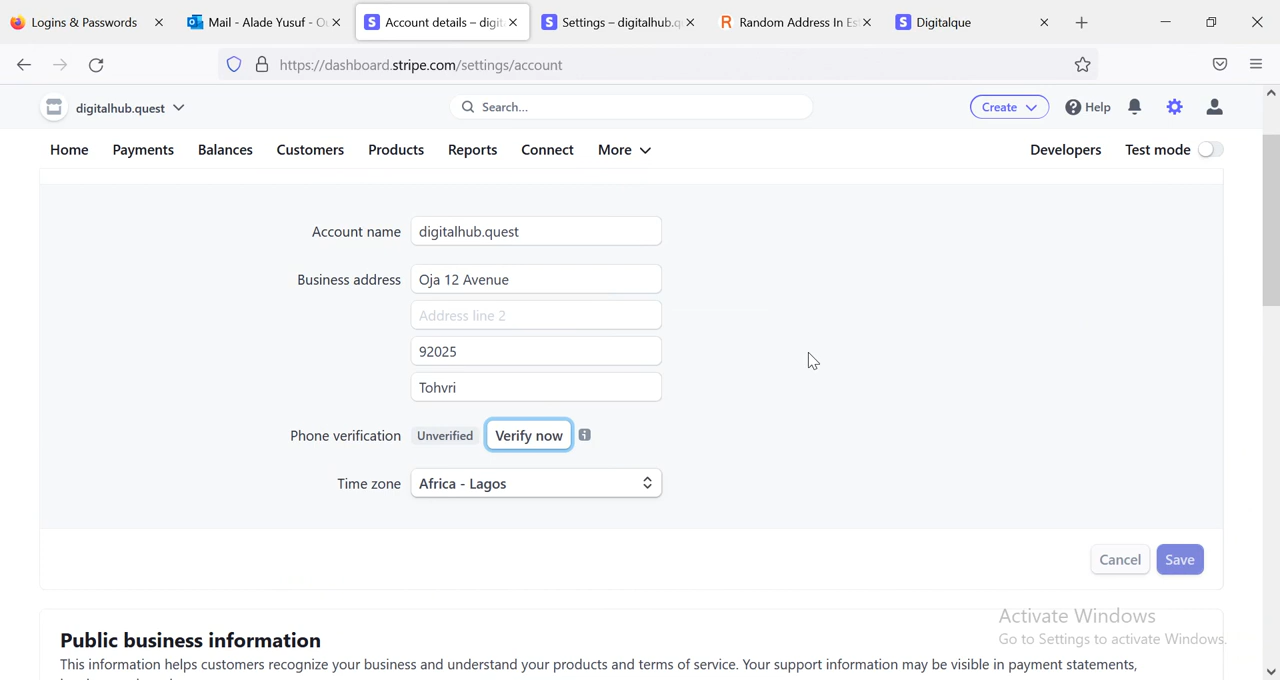 Logins & Passwords
Mail - Alade Yusuf - Ou
Account details – digit
Settings – digitalhub.q
Random Address In Es
Digitalque
https://dashboard.stripe.com/settings/account
digitalhub.quest
Search...
Create
Help
Home
Payments
Balances
Customers
Products
Reports
Connect
More
Developers
Test mode
Account name
digitalhub.quest
Business address
Oja 12 Avenue
Address line 2
92025
Tohvri
Phone verification
Unverified
Verify now
Time zone
Africa - Lagos
Cancel
Save
Activate Windows
Go to Settings to activate Windows.
Public business information
This information helps customers recognize your business and understand your products and terms of service. Your support information may be visible in payment statements,